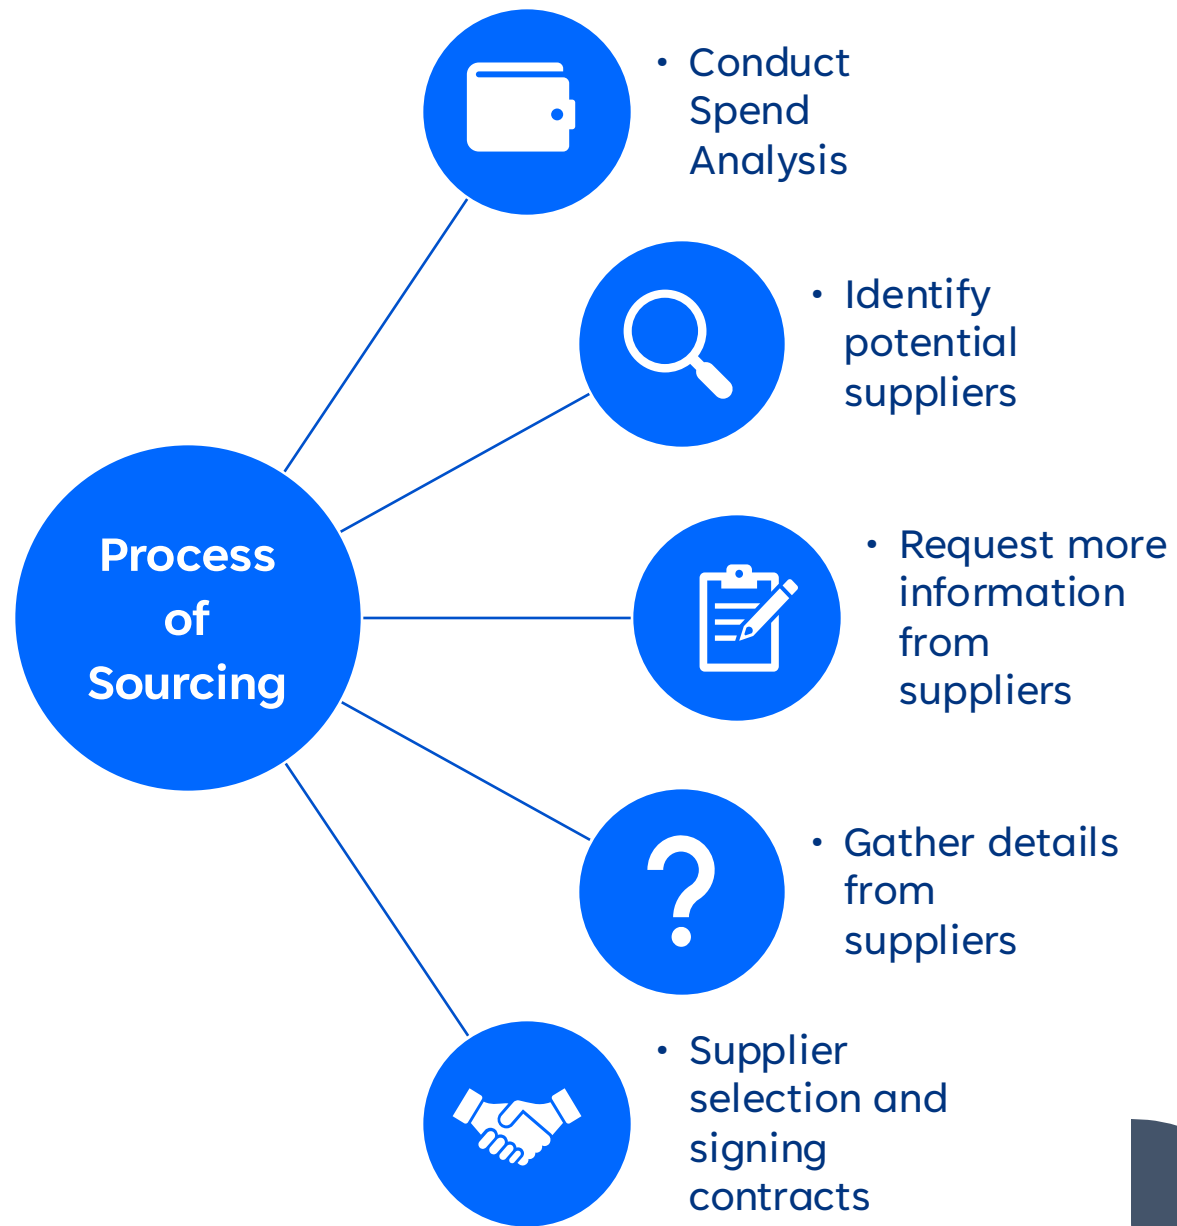 • Conduct
Spend
Analysis
• Identify
potential
suppliers
Process
of
Sourcing
• Request more
information
from
suppliers
• Gather details
from
suppliers
• Supplier
selection and
signing
contracts